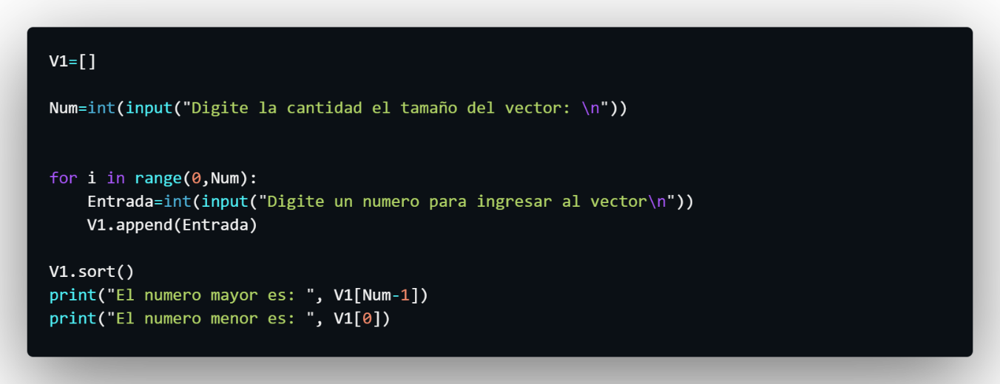 V1=[]
Num=int(input("Digite la cantidad el tamaño del vector: \n"))
for i in range(0,Num):
    Entrada=int(input("Digite un numero para ingresar al vector\n"))
    V1.append(Entrada)
V1.sort()
print("El numero mayor es: ", V1[Num-1])
print("El numero menor es: ", V1[0])